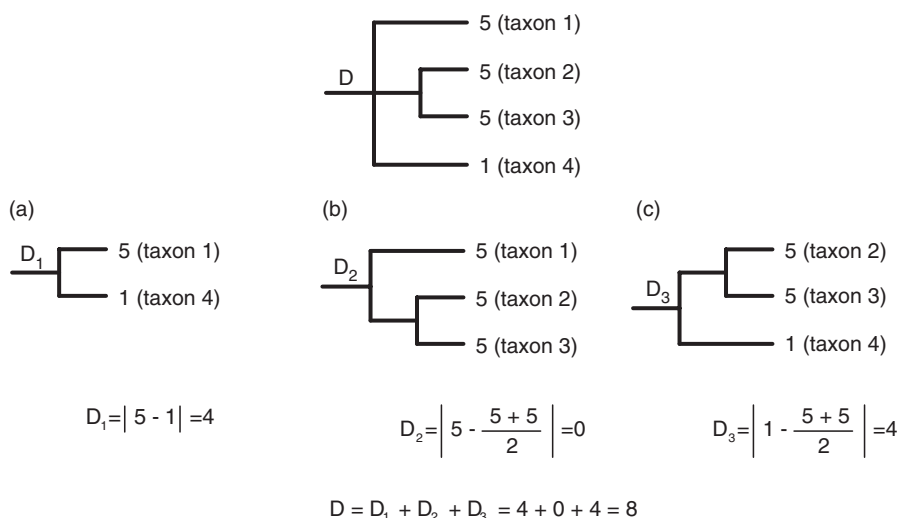 5 (taxon 1)
D
5 (taxon 2)
5 (taxon 3)
1 (taxon 4)
(a)
D₁
5 (taxon 1)
1 (taxon 4)
D₁=| 5 - 1| =4
(b)
D₂
5 (taxon 1)
5 (taxon 2)
5 (taxon 3)
D₂=| 5 - (5 + 5)/2 | =0
(c)
D₃
5 (taxon 2)
5 (taxon 3)
1 (taxon 4)
D₃=| 1 - (5 + 5)/2 | =4
D = D₁ + D₂ + D₃ = 4 + 0 + 4 = 8